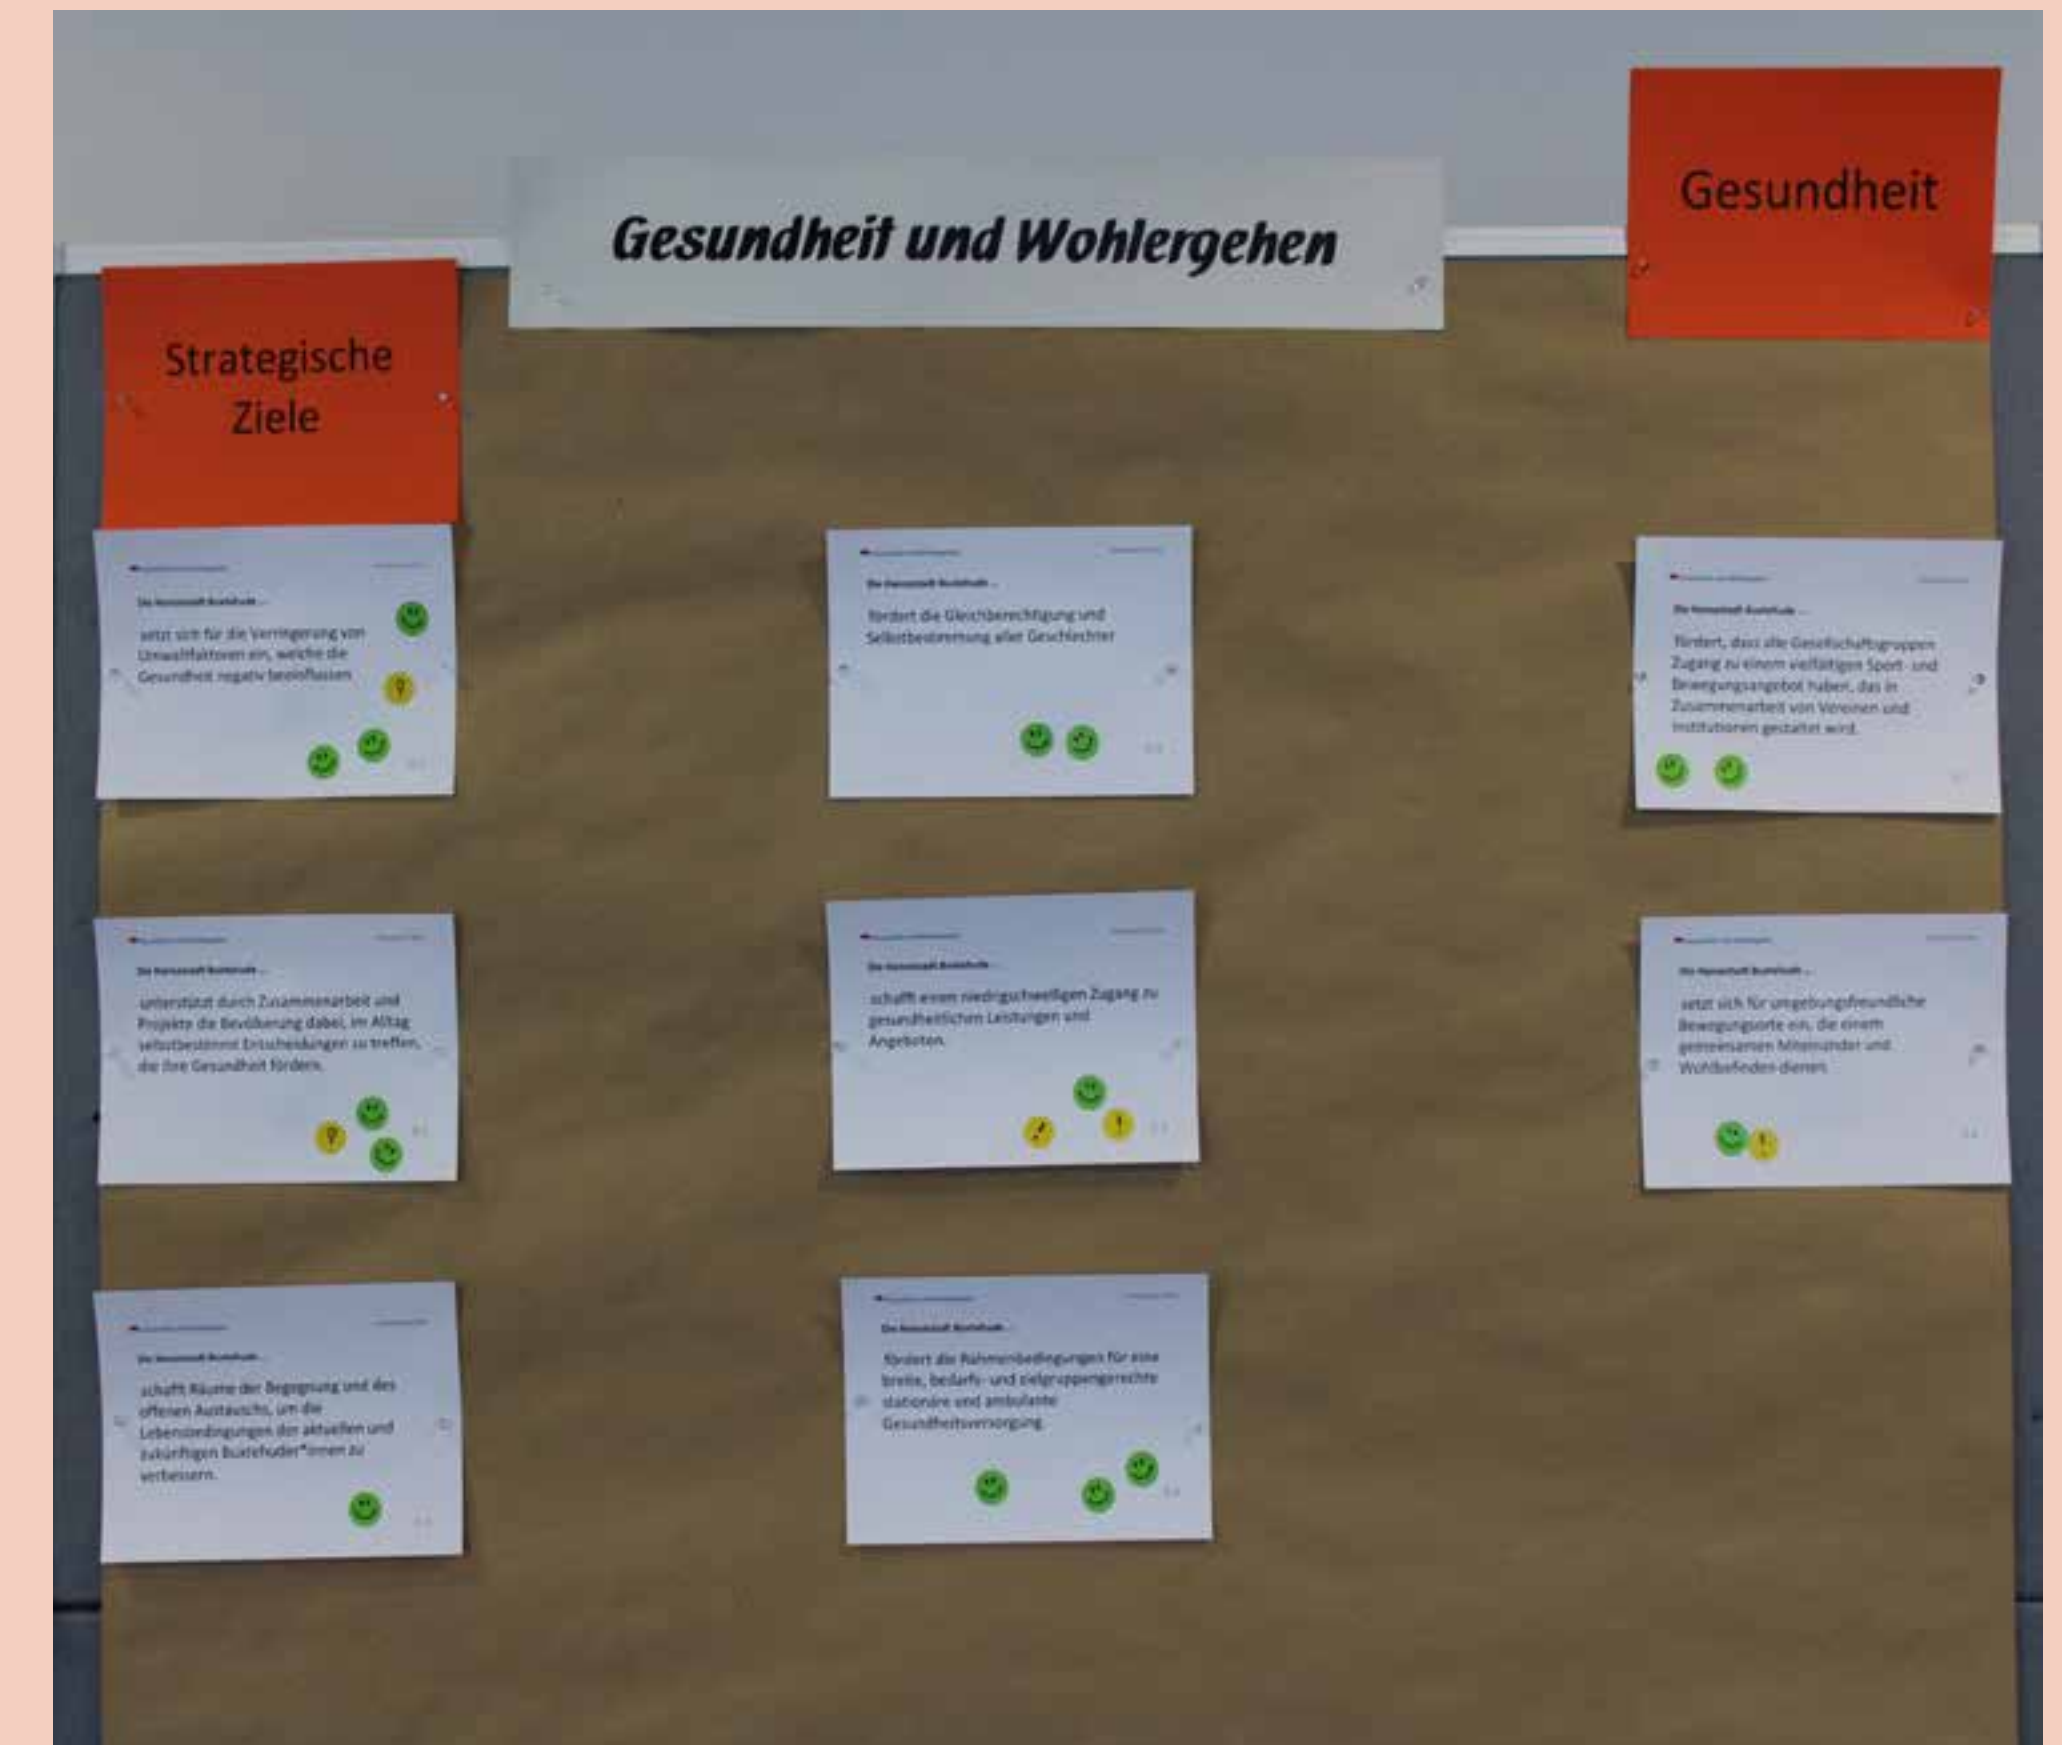 Gesundheit
Gesundheit und Wohlergehen
Strategische
Ziele
Die Hansestadt Buxtehude ...
setzt sich für die Verringerung von
Umweltfaktoren ein, welche die
Gesundheit negativ beeinflussen
Die Hansestadt Buxtehude ...
fördert die Gleichberechtigung und
Selbstbestimmung aller Geschlechter
Die Hansestadt Buxtehude ...
fördert, dass alle Gesellschaftsgruppen
Zugang zu einem vielfältigen Sport- und
Bewegungsangebot haben, das in
Zusammenarbeit von Vereinen und
Institutionen gestaltet wird.
Die Hansestadt Buxtehude ...
unterstützt durch Zusammenarbeit und
Projekte die Bevölkerung dabei, im Alltag
selbstbestimmt Entscheidungen zu treffen,
die ihre Gesundheit fördern.
Die Hansestadt Buxtehude ...
schafft einen niedrigschwelligen Zugang zu
gesundheitlichen Leistungen und
Angeboten.
Die Hansestadt Buxtehude ...
setzt sich für umgebungsfreundliche
Bewegungsorte ein, die einem
gemeinsamen Miteinander und
Wohlbefinden dienen
Die Hansestadt Buxtehude ...
schafft Räume der Begegnung und des
offenen Austauschs, um die
Lebensbedingungen der aktuellen und
zukünftigen Buxtehuder*innen zu
verbessern.
Die Hansestadt Buxtehude ...
fördert die Rahmenbedingungen für eine
breite, bedarfs- und zielgruppengerechte
stationäre und ambulante
Gesundheitsversorgung